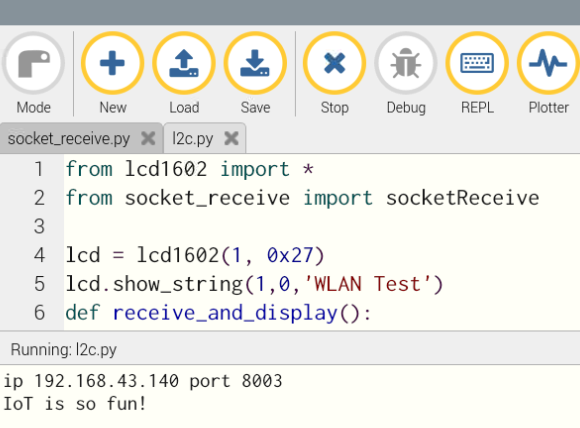 Mode New Load Save Stop Debug REPL Plotter
socket_receive.py l2c.py
1 from lcd1602 import *
2 from socket_receive import socketReceive
3
4 lcd = lcd1602(1, 0x27)
5 lcd.show_string(1,0,'WLAN Test')
6 def receive_and_display():
Running: l2c.py
ip 192.168.43.140 port 8003
IoT is so fun!